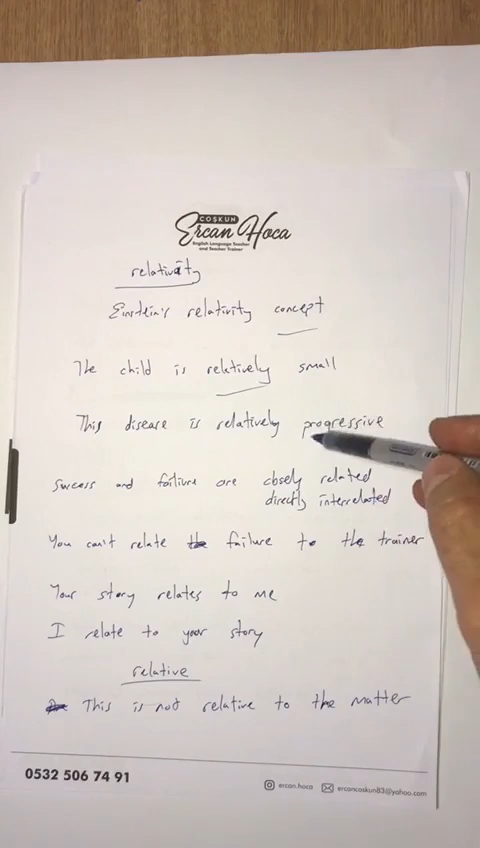 COŞKUN
Ercan Hoca
English Language Teacher
and Teacher Trainer
relativity
Einstein's relativity concept
The child is relatively small
This disease is relatively progressive
Success and failure are closely related
directly interrelated
You can't relate failure to the trainer
Your story relates to me
I relate to your story
relative
This is not relative to the matter
0532 506 74 91
ercan.hoca
ercancoskun83@yahoo.com